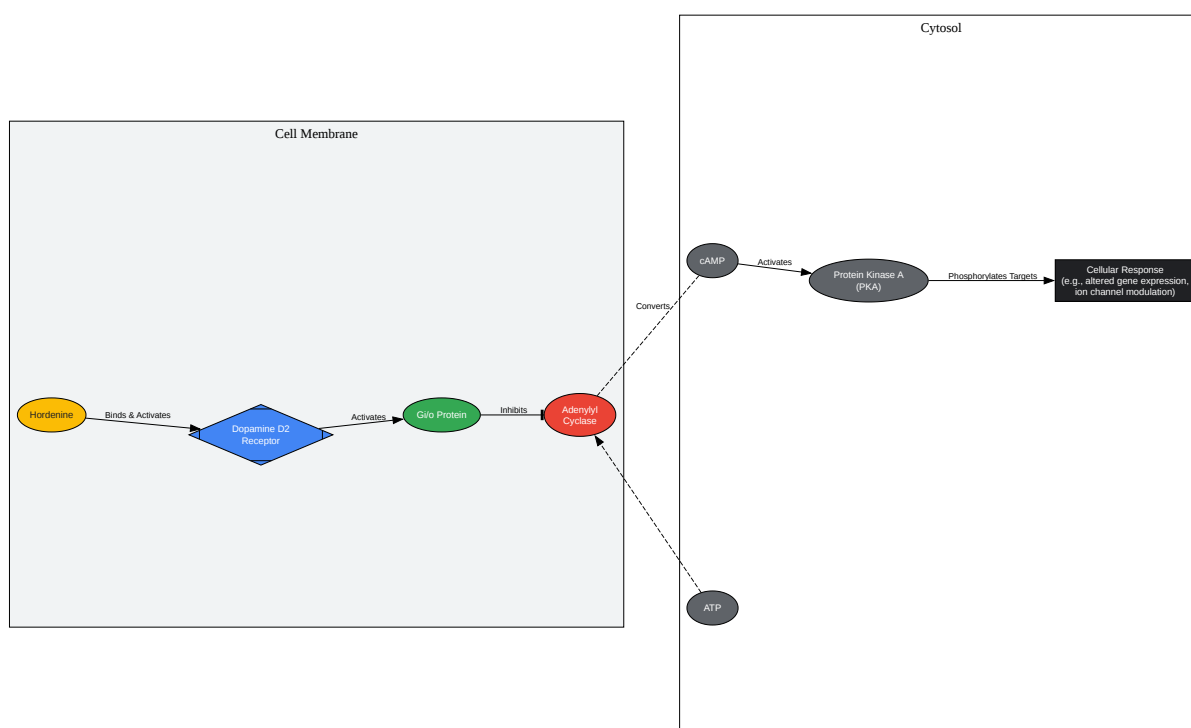 Cytosol
Cell Membrane
cAMP
Activates
Protein Kinase A
(PKA)
Phosphorylates Targets
Cellular Response
(e.g., altered gene expression,
ion channel modulation)
Converts
Hordenine
Binds & Activates
Dopamine D2
Receptor
Activates
Gi/o Protein
Inhibits
Adenylyl
Cyclase
ATP